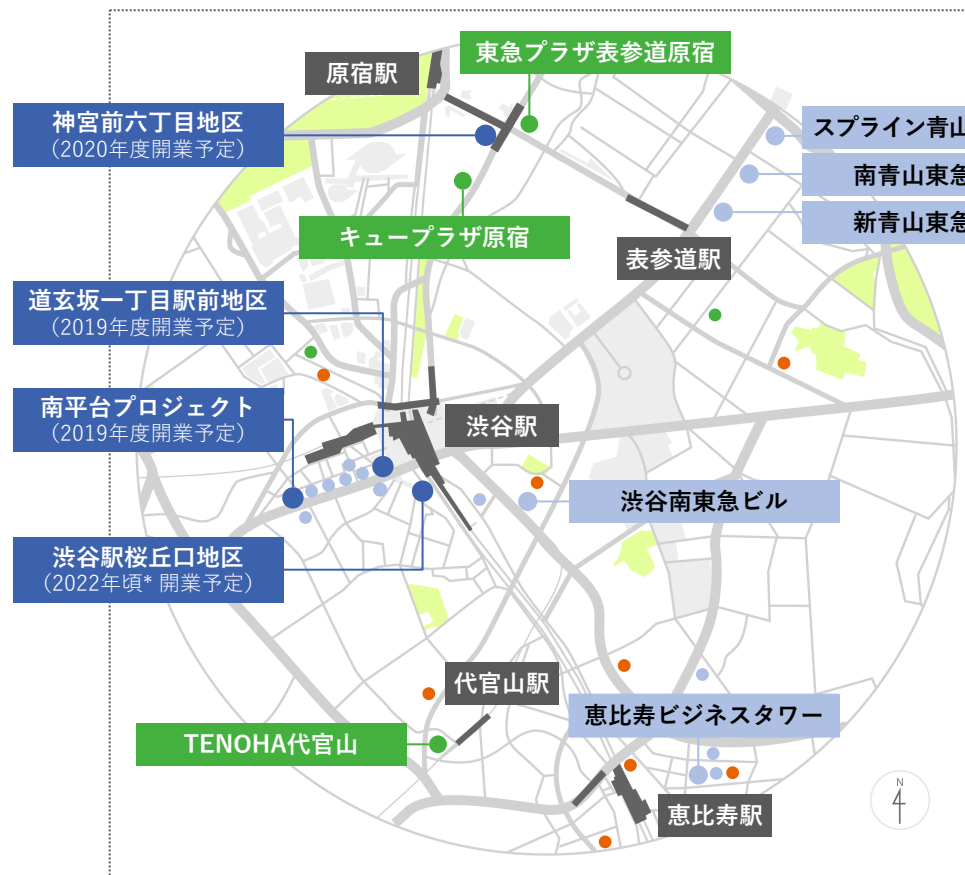 原宿駅
東急プラザ表参道原宿
神宮前六丁目地区
(2020年度開業予定)
スプライン青山
南青山東急
新青山東急
キュープラザ原宿
表参道駅
道玄坂一丁目駅前地区
(2019年度開業予定)
南平台プロジェクト
(2019年度開業予定)
渋谷駅
渋谷南東急ビル
渋谷駅桜丘口地区
(2022年頃* 開業予定)
代官山駅
恵比寿ビジネスタワー
TENOHA代官山
N
恵比寿駅